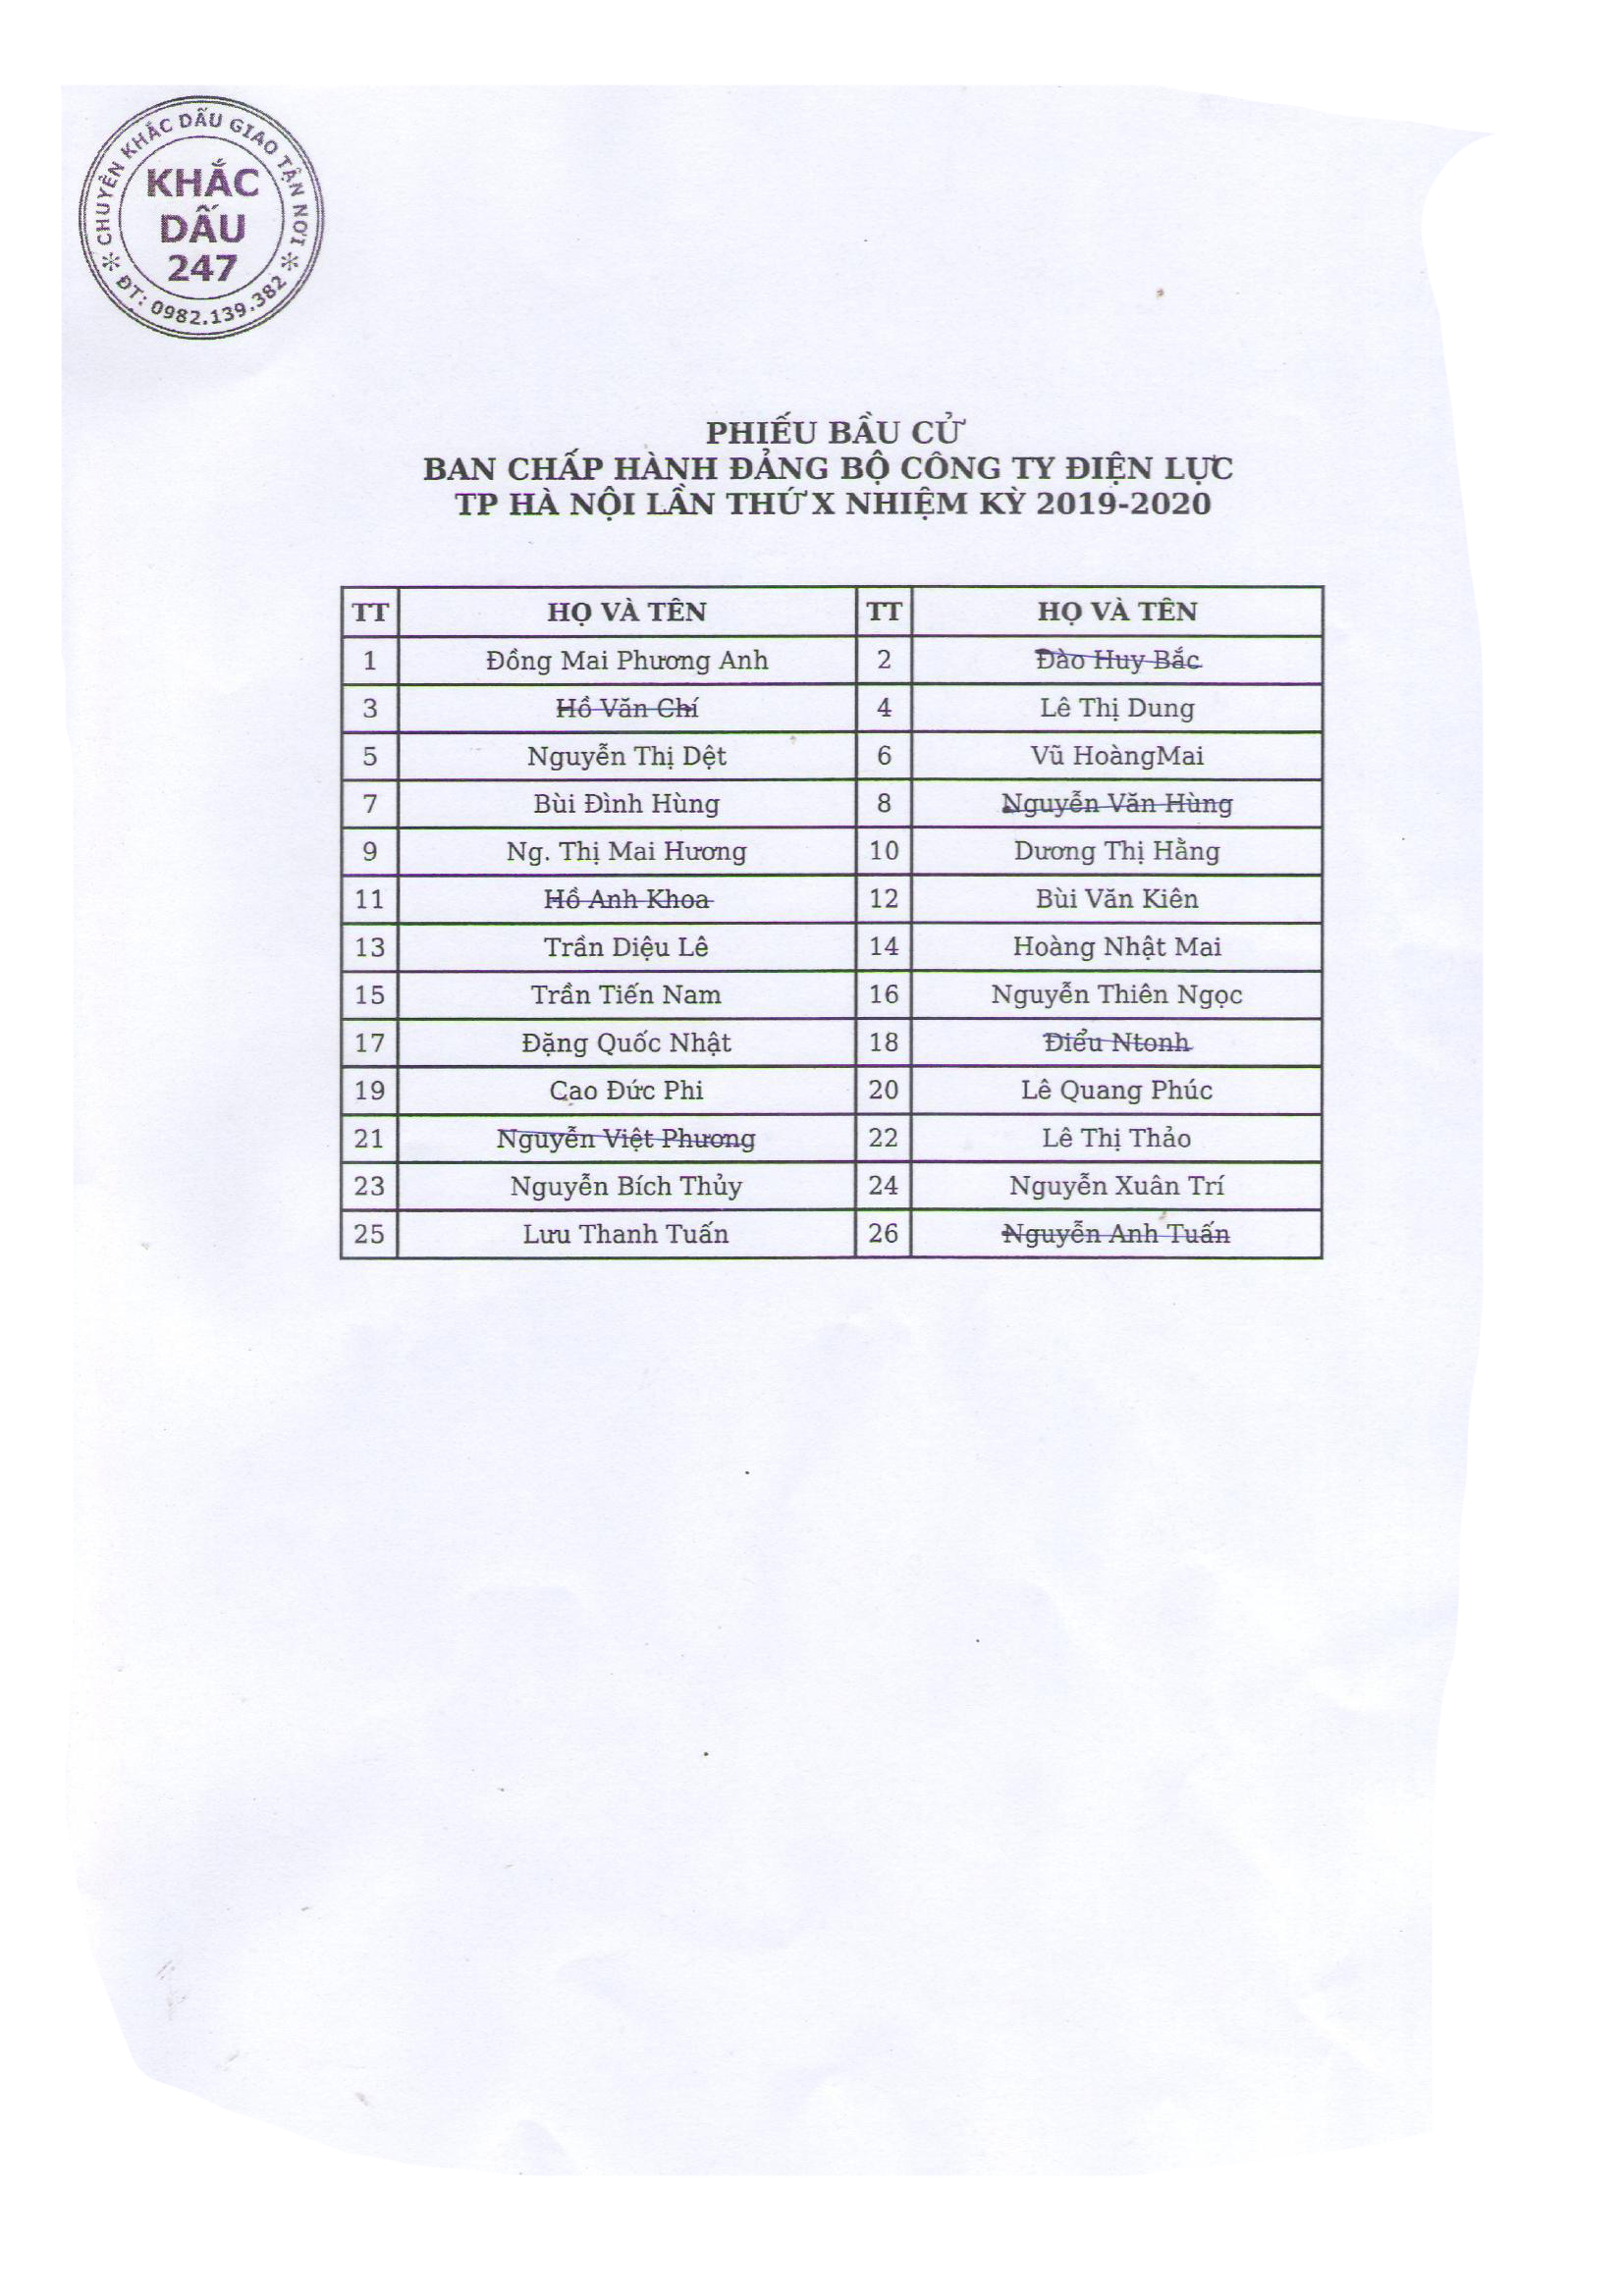 CHUYÊN KHẮC DẤU GIAO TẬN NƠI
KHẮC
DẤU
247
ĐT: 0982.139.382
PHIẾU BẦU CỬ
BAN CHẤP HÀNH ĐẢNG BỘ CÔNG TY ĐIỆN LỰC
TP HÀ NỘI LẦN THỨ X NHIỆM KỲ 2019-2020
TT HỌ VÀ TÊN TT HỌ VÀ TÊN
1 Đồng Mai Phương Anh 2 Đào Huy Bắc
3 Hồ Văn Chí 4 Lê Thị Dung
5 Nguyễn Thị Dệt 6 Vũ HoàngMai
7 Bùi Đình Hùng 8 Nguyễn Văn Hùng
9 Ng. Thị Mai Hương 10 Dương Thị Hằng
11 Hồ Anh Khoa 12 Bùi Văn Kiên
13 Trần Diệu Lê 14 Hoàng Nhật Mai
15 Trần Tiến Nam 16 Nguyễn Thiên Ngọc
17 Đặng Quốc Nhật 18 Điểu Ntonh
19 Cao Đức Phi 20 Lê Quang Phúc
21 Nguyễn Việt Phương 22 Lê Thị Thảo
23 Nguyễn Bích Thủy 24 Nguyễn Xuân Trí
25 Lưu Thanh Tuấn 26 Nguyễn Anh Tuấn